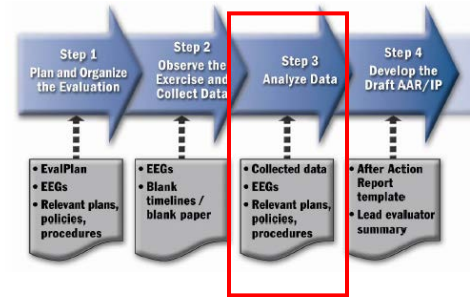 Step 1
Plan and Organize
the Evaluation
Step 2
Observe the
Exercise and
Collect Data
Step 3
Analyze Data
Step 4
Develop the
Draft AAR/IP
• EvalPlan
• EEGs
• Relevant plans,
policies,
procedures
• EEGs
• Blank
timelines /
blank paper
• Collected data
• EEGs
• Relevant plans,
policies,
procedures
• After Action
Report
template
• Lead evaluator
summary